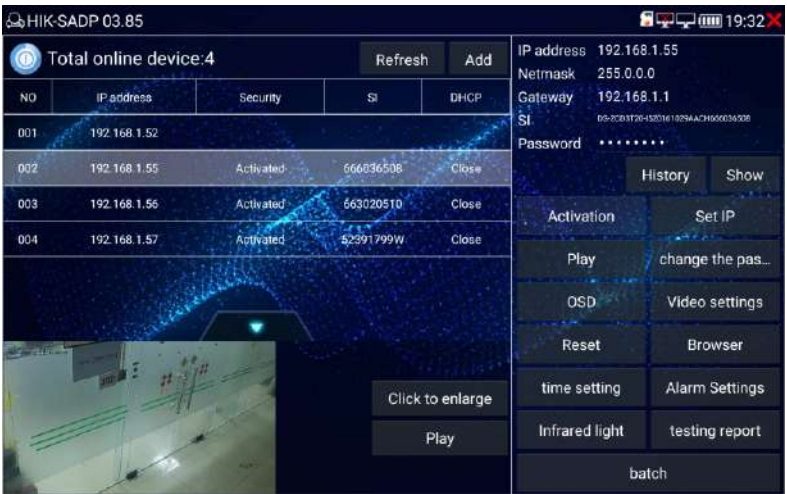 HIK-SADP 03.85
19:32
Total online device:4
Refresh
Add
NO IP address Security SI DHCP
001 192.168.1.52
002 192.168.1.55 Activated 666036508 Close
003 192.168.1.56 Activated 663020510 Close
004 192.168.1.57 Activated 52391799W Close
Click to enlarge
Play
IP address 192.168.1.55
Netmask 255.0.0.0
Gateway 192.168.1.1
SI
Password ••••••••
History
Show
Activation
Set IP
Play
change the pas...
OSD
Video settings
Reset
Browser
time setting
Alarm Settings
Infrared light
testing report
batch